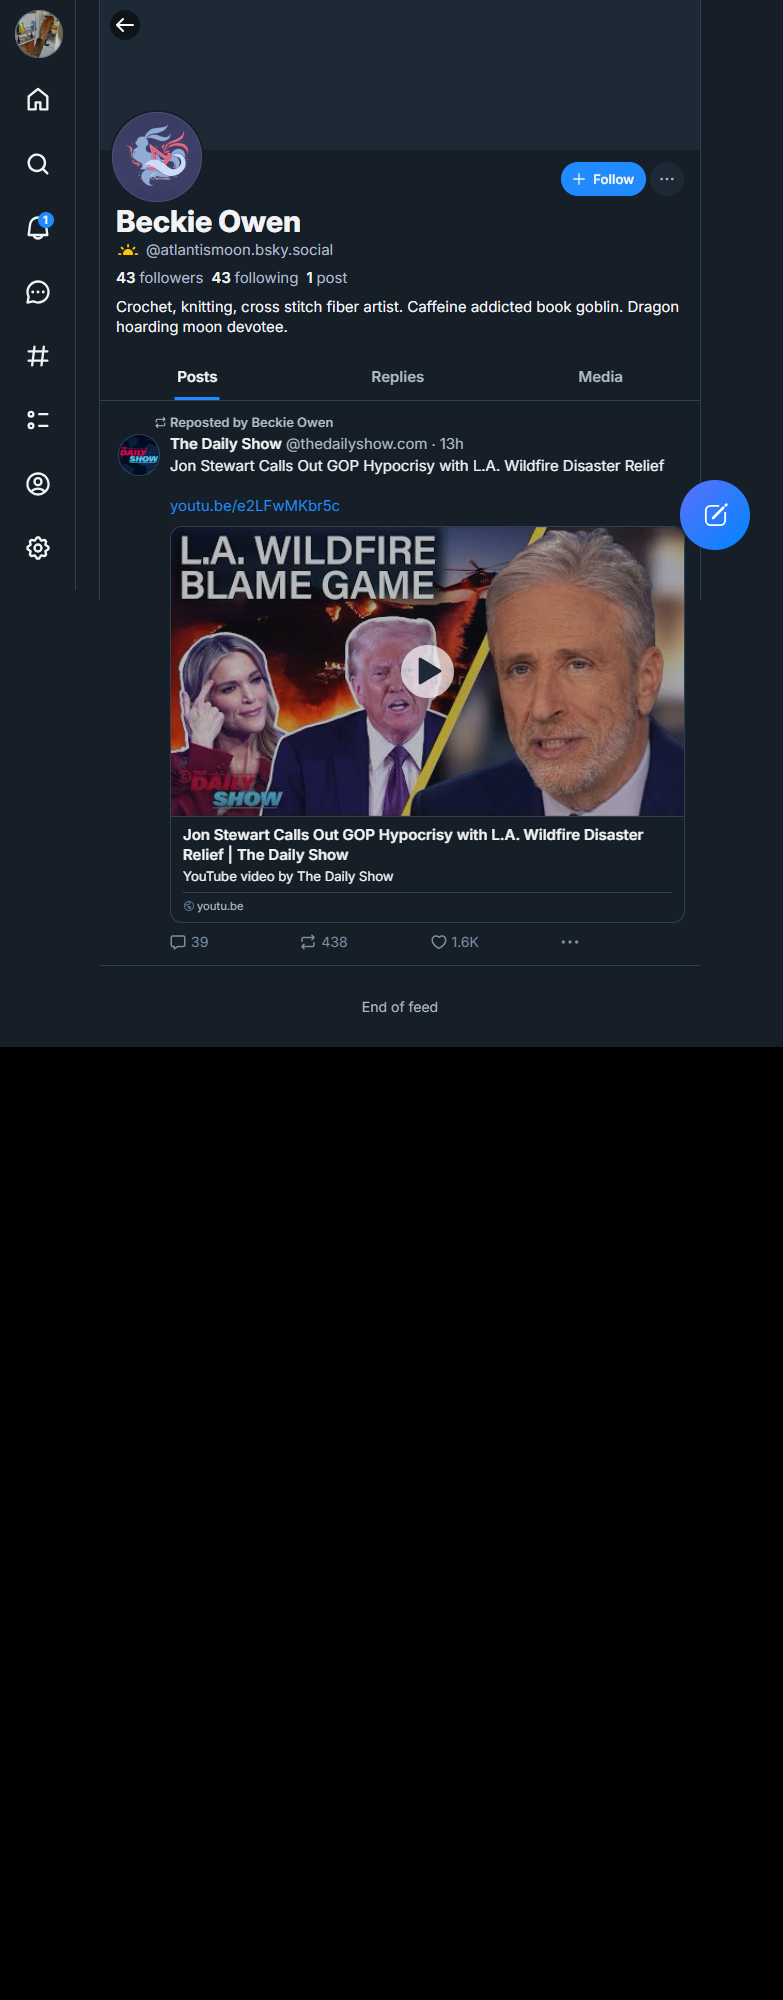 1
+ Follow
Beckie Owen
@atlantismoon.bsky.social
43 followers 43 following 1 post
Crochet, knitting, cross stitch fiber artist. Caffeine addicted book goblin. Dragon
hoarding moon devotee.
Posts Replies Media
Reposted by Beckie Owen
The Daily Show @thedailyshow.com · 13h
Jon Stewart Calls Out GOP Hypocrisy with L.A. Wildfire Disaster Relief
youtu.be/e2LFwMKbr5c
L.A. WILDFIRE
BLAME GAME
THE
DAILY
SHOW
Jon Stewart Calls Out GOP Hypocrisy with L.A. Wildfire Disaster
Relief | The Daily Show
YouTube video by The Daily Show
youtu.be
39 438 1.6K
End of feed